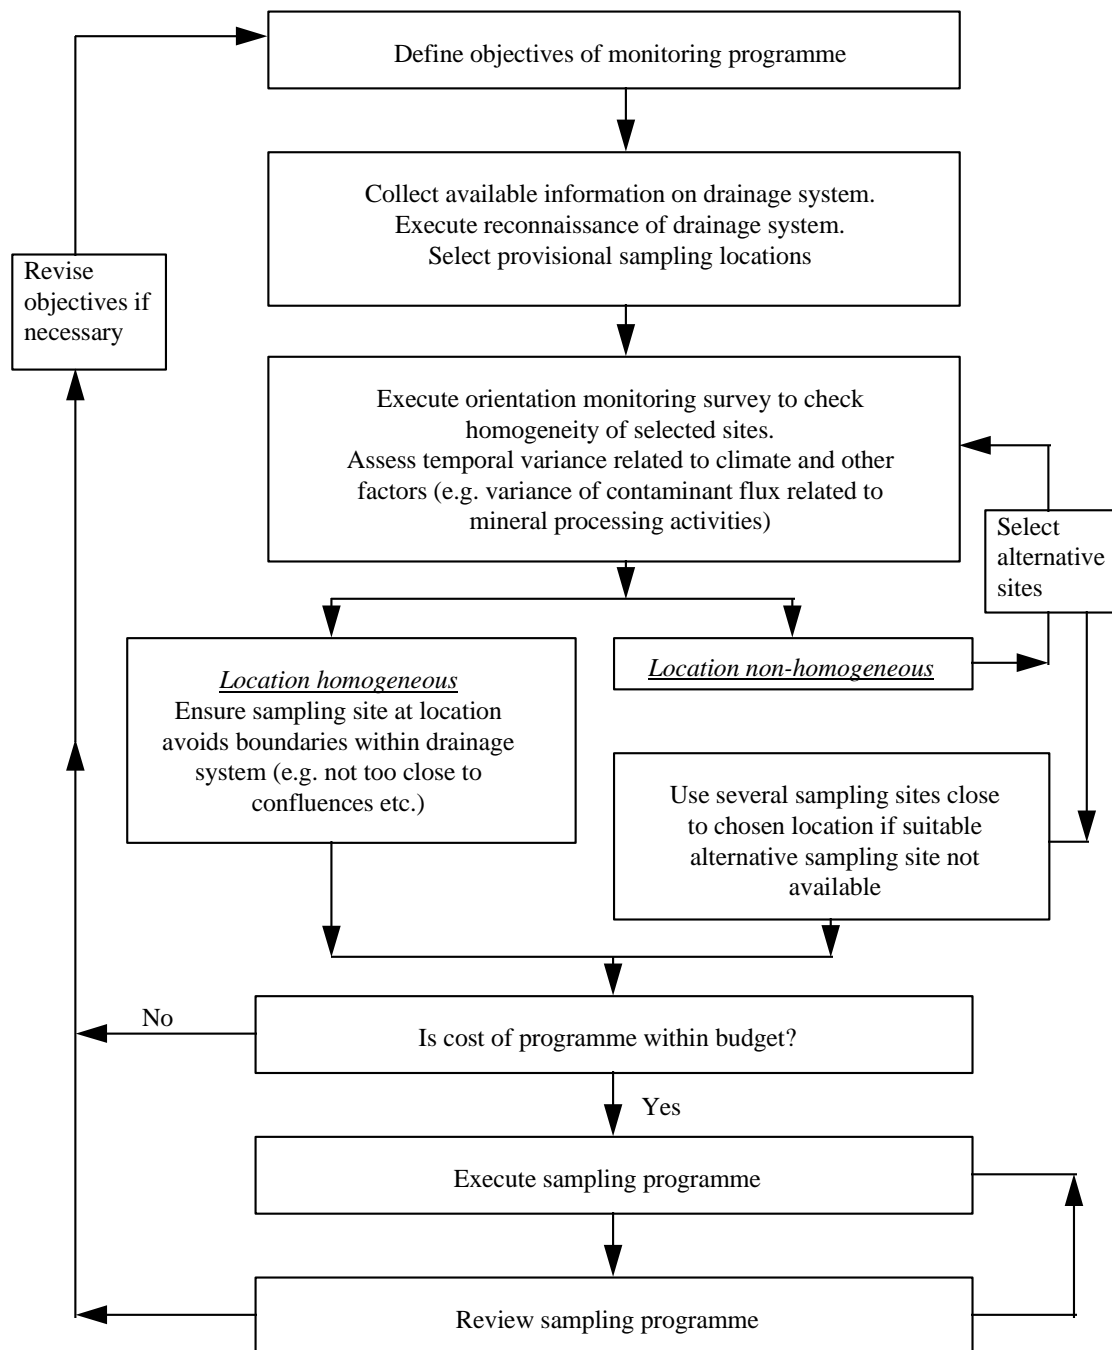 Define objectives of monitoring programme
Collect available information on drainage system.
Execute reconnaissance of drainage system.
Select provisional sampling locations
Revise
objectives if
necessary
Execute orientation monitoring survey to check
homogeneity of selected sites.
Assess temporal variance related to climate and other
factors (e.g. variance of contaminant flux related to
mineral processing activities)
Select
alternative
sites
Location homogeneous
Ensure sampling site at location
avoids boundaries within drainage
system (e.g. not too close to
confluences etc.)
Location non-homogeneous
Use several sampling sites close
to chosen location if suitable
alternative sampling site not
available
No
Is cost of programme within budget?
Yes
Execute sampling programme
Review sampling programme